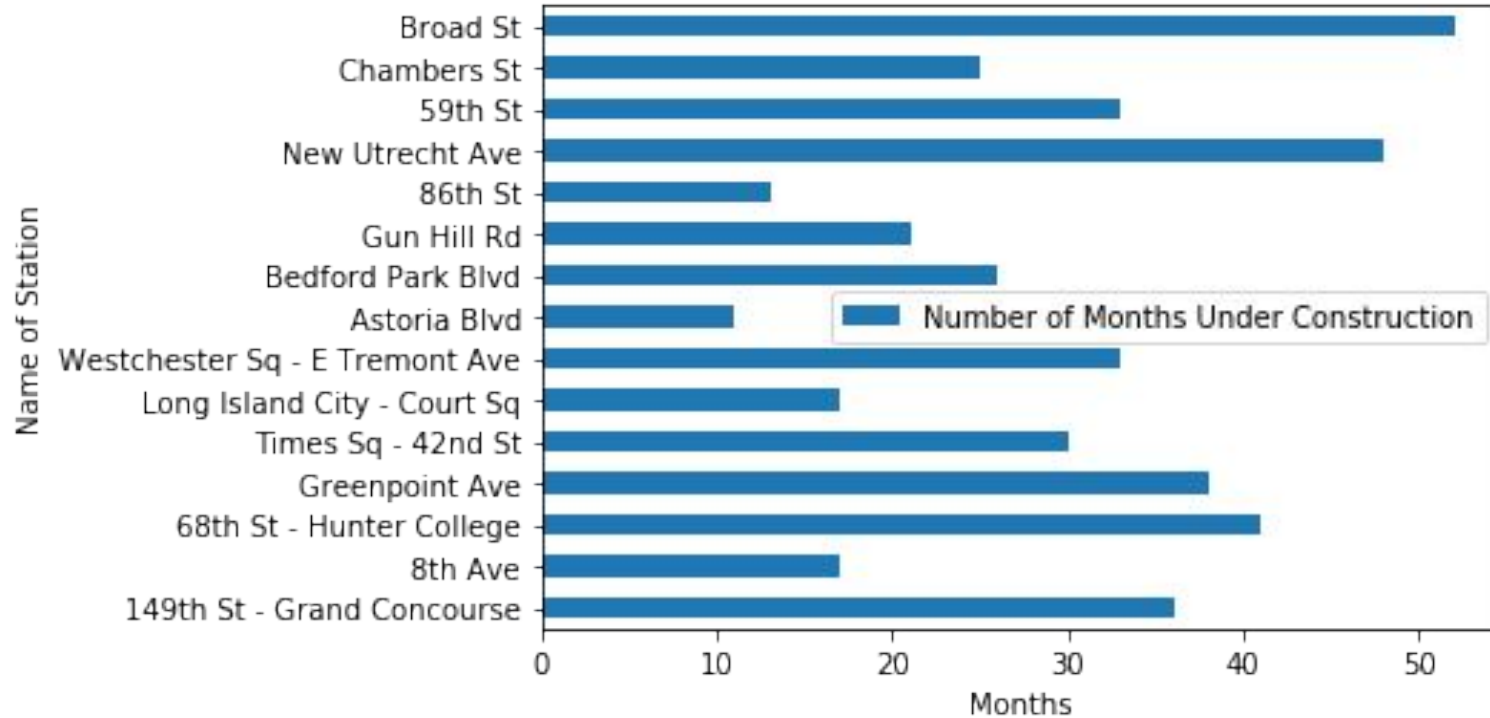 Name of Station
Broad St
Chambers St
59th St
New Utrecht Ave
86th St
Gun Hill Rd
Bedford Park Blvd
Astoria Blvd
Westchester Sq - E Tremont Ave
Long Island City - Court Sq
Times Sq - 42nd St
Greenpoint Ave
68th St - Hunter College
8th Ave
149th St - Grand Concourse
Number of Months Under Construction
0 10 20 30 40 50
Months